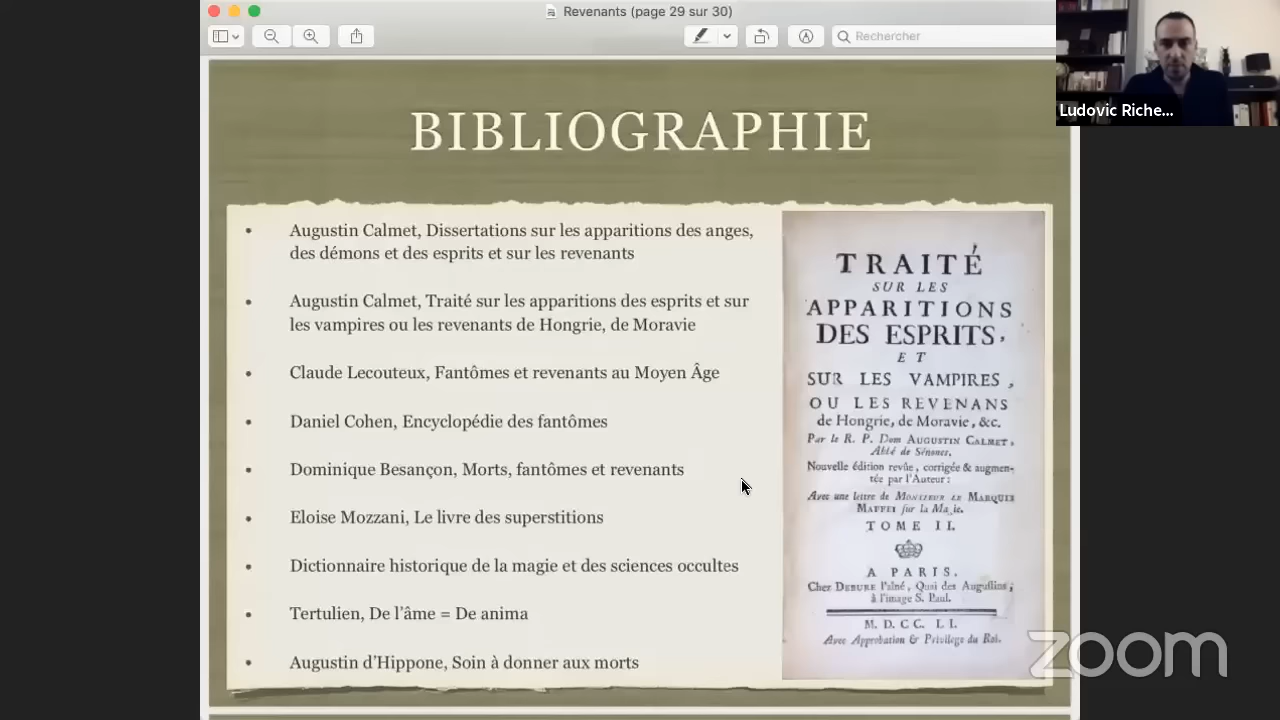 Revenants (page 29 sur 30)
Rechercher
Ludovic Riche...
BIBLIOGRAPHIE
• Augustin Calmet, Dissertations sur les apparitions des anges,
des démons et des esprits et sur les revenants
• Augustin Calmet, Traité sur les apparitions des esprits et sur
les vampires ou les revenants de Hongrie, de Moravie
• Claude Lecouteux, Fantômes et revenants au Moyen Âge
• Daniel Cohen, Encyclopédie des fantômes
• Dominique Besançon, Morts, fantômes et revenants
• Eloise Mozzani, Le livre des superstitions
• Dictionnaire historique de la magie et des sciences occultes
• Tertulien, De l'âme = De anima
• Augustin d'Hippone, Soin à donner aux morts
TRAITÉ
SUR LES
APPARITIONS
DES ESPRITS,
ET
SUR LES VAMPIRES,
OU LES REVENANS
de Hongrie, de Moravie, &c.
Par le R. P. Dom AUGUSTIN CALMET,
Abbé de Sénones.
Nouvelle édition revûe, corrigée & augmen-
tée par l'Auteur:
Avec une lettre de MONSIEUR LE MARQUIS
MAFFEI sur la Magie.
TOME II.
A PARIS,
Chez DEBURE l'aîné, Quai des Augustins;
à l'image S. Paul.
M. D. CC. LI.
Avec Approbation & Privilege du Roi.
zoom